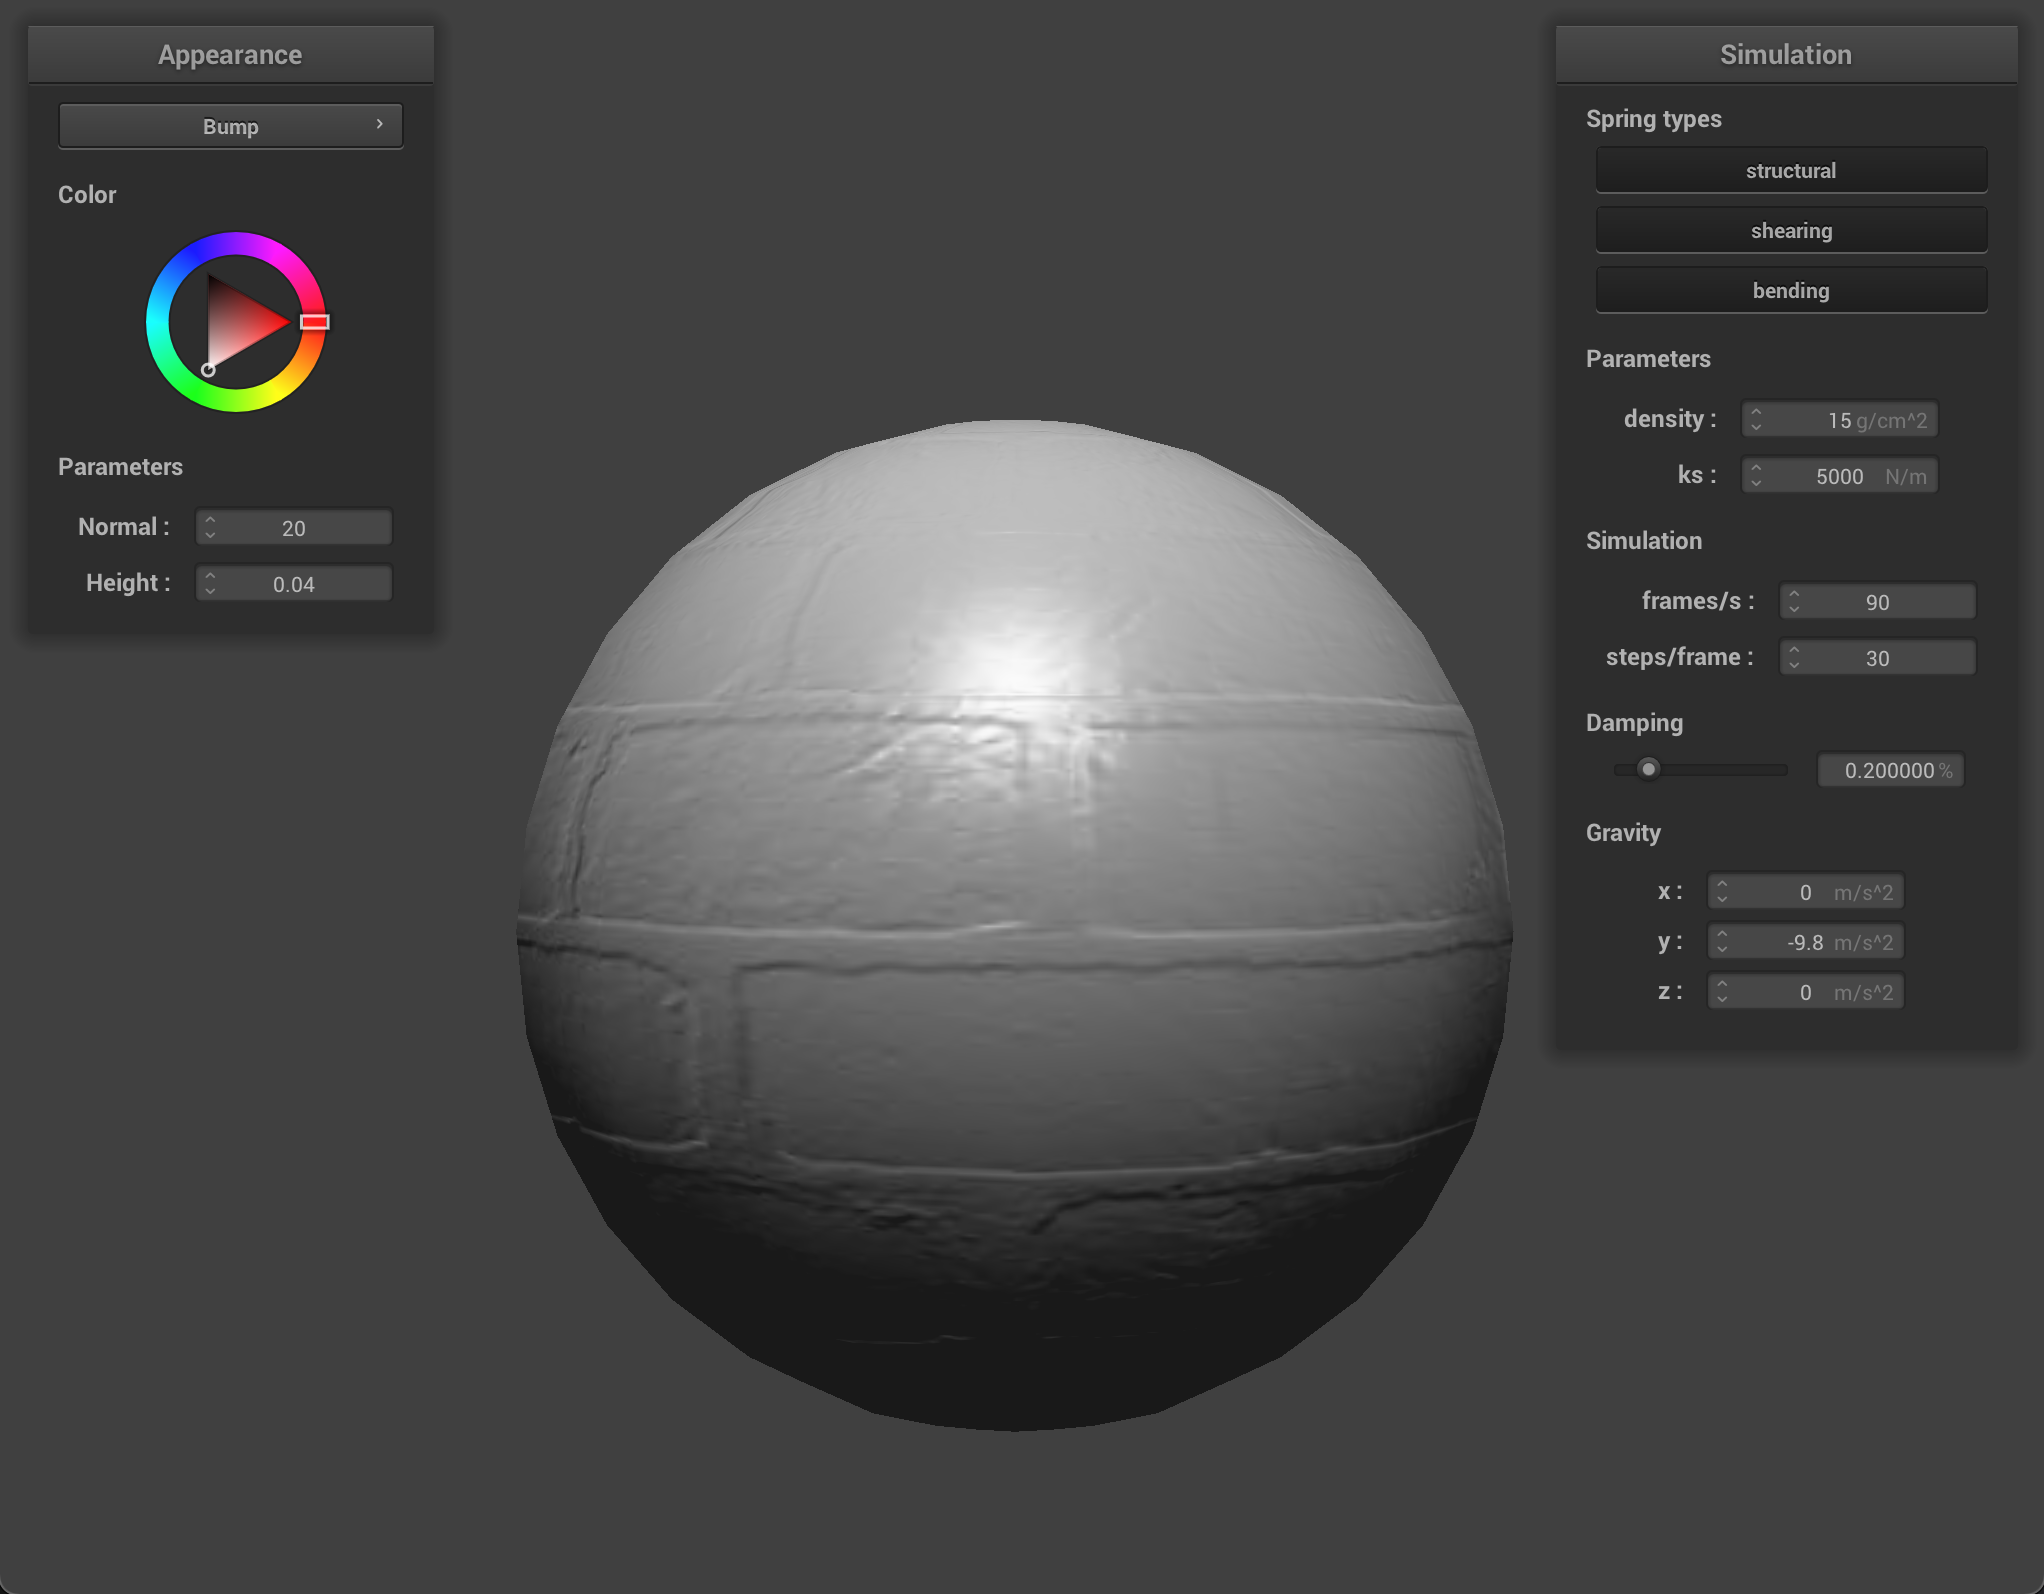 Appearance
Bump
Color
Parameters
Normal : 20
Height : 0.04
Simulation
Spring types
structural
shearing
bending
Parameters
density : 15 g/cm^2
ks : 5000 N/m
Simulation
frames/s : 90
steps/frame : 30
Damping
0.200000 %
Gravity
x : 0 m/s^2
y : -9.8 m/s^2
z : 0 m/s^2